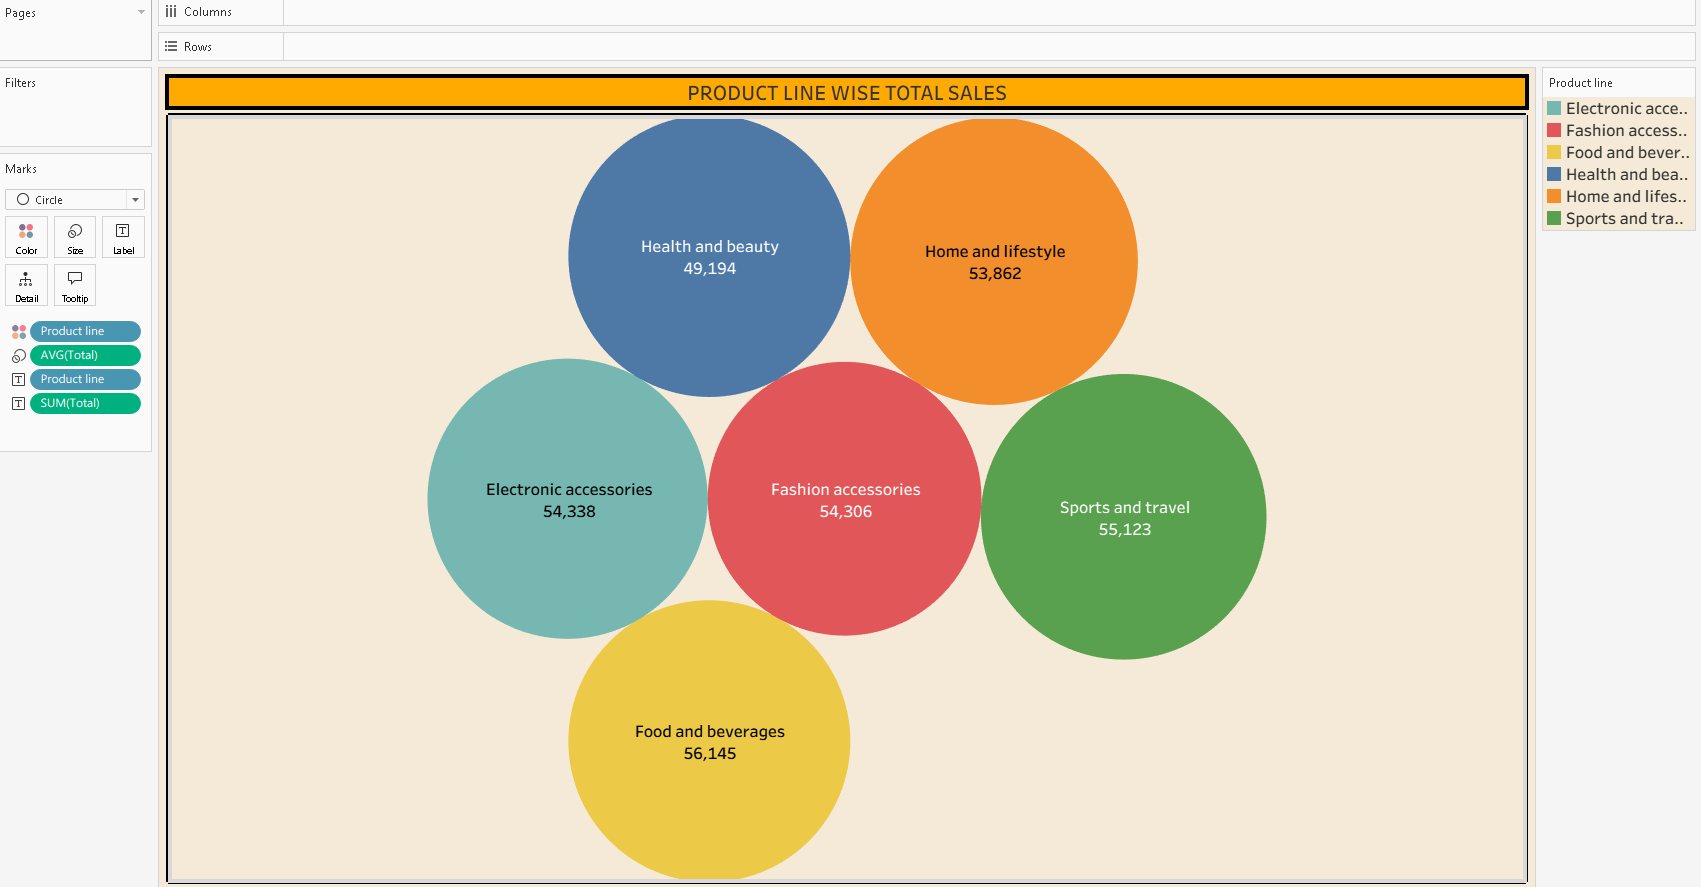 Pages
Columns
Rows
Filters
Marks
Circle
Color
Size
Label
Detail
Tooltip
Product line
AVG(Total)
Product line
SUM(Total)
PRODUCT LINE WISE TOTAL SALES
Health and beauty
49,194
Home and lifestyle
53,862
Electronic accessories
54,338
Fashion accessories
54,306
Sports and travel
55,123
Food and beverages
56,145
Product line
Electronic acce..
Fashion access..
Food and bever..
Health and bea..
Home and lifes..
Sports and tra..